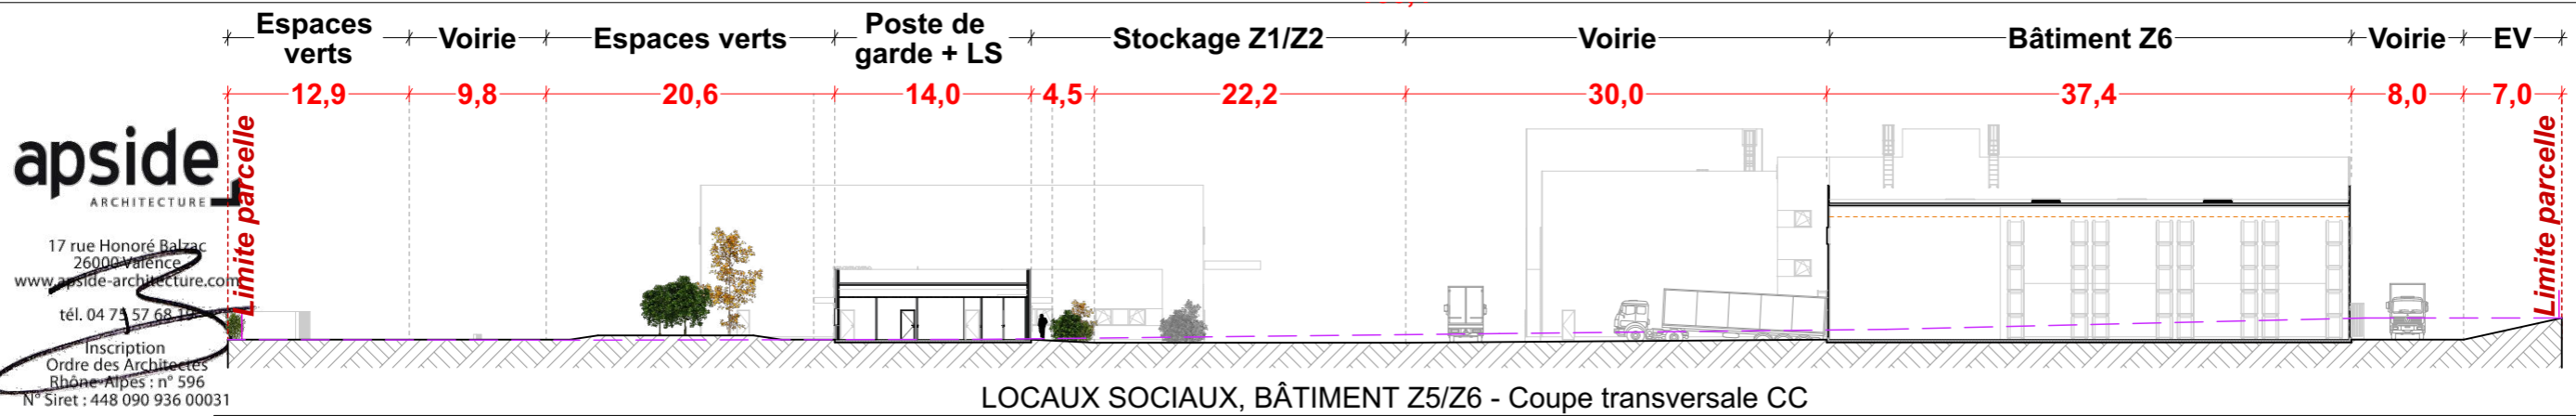 Espaces
verts
Voirie
Espaces verts
Poste de
garde + LS
Stockage Z1/Z2
Voirie
Bâtiment Z6
Voirie
EV
12,9
9,8
20,6
14,0
4,5
22,2
30,0
37,4
8,0
7,0
Limite parcelle
Limite parcelle
apside
ARCHITECTURE
17 rue Honoré Balzac
26000 Valence
www.apside-architecture.com
tél. 04 75 57 68
Inscription
Ordre des Architectes
Rhône-Alpes : n° 596
N° Siret : 448 090 936 00031
LOCAUX SOCIAUX, BÂTIMENT Z5/Z6 - Coupe transversale CC